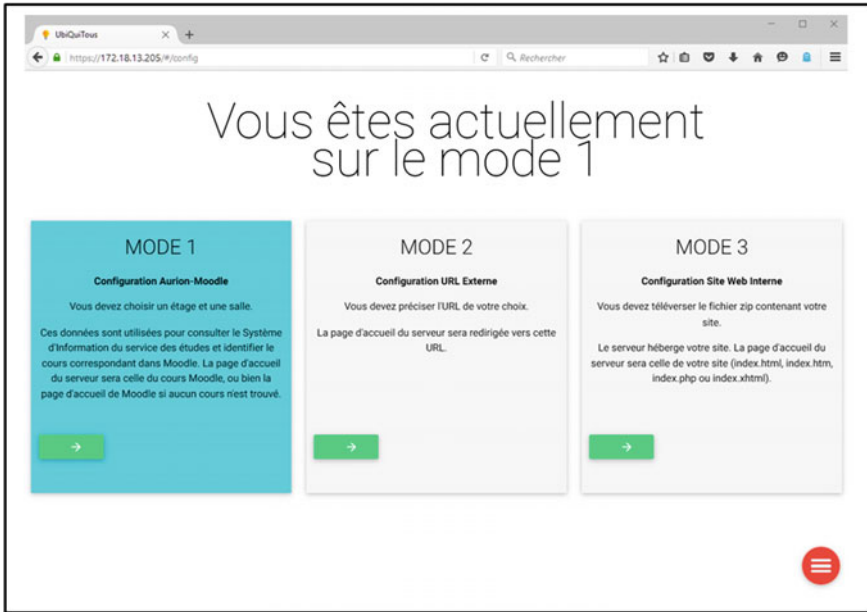 UbiQuiTous
https://172.18.13.205/#/config
Rechercher
Vous êtes actuellement
sur le mode 1
MODE 1
Configuration Aurion-Moodle
Vous devez choisir un étage et une salle.
Ces données sont utilisées pour consulter le Système
d'Information du service des études et identifier le
cours correspondant dans Moodle. La page d'accueil
du serveur sera celle du cours Moodle, ou bien la
page d'accueil de Moodle si aucun cours n'est trouvé.
MODE 2
Configuration URL Externe
Vous devez préciser l'URL de votre choix.
La page d'accueil du serveur sera redirigée vers cette
URL.
MODE 3
Configuration Site Web Interne
Vous devez téléverser le fichier zip contenant votre
site.
Le serveur héberge votre site. La page d'accueil du
serveur sera celle de votre site (index.html, index.htm,
index.php ou index.xhtml).